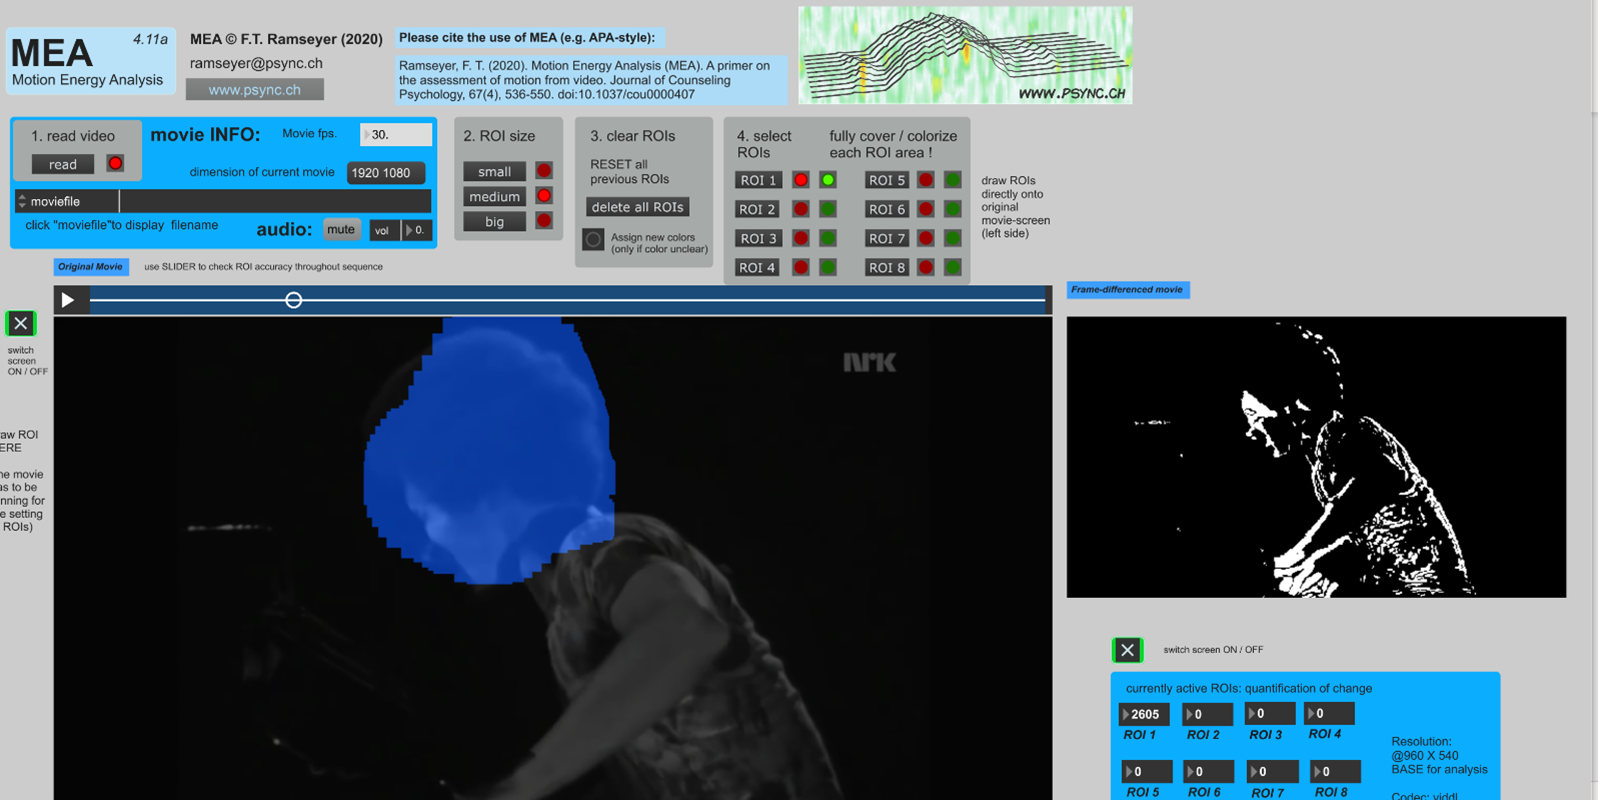 4.11a
MEA
Motion Energy Analysis
MEA © F.T. Ramseyer (2020)
ramseyer@psync.ch
www.psync.ch
Please cite the use of MEA (e.g. APA-style):
Ramseyer, F. T. (2020). Motion Energy Analysis (MEA). A primer on
the assessment of motion from video. Journal of Counseling
Psychology, 67(4), 536-550. doi:10.1037/cou0000407
WWW.PSYNC.CH
1. read video
read
movie INFO:
Movie fps.
30.
dimension of current movie
1920 1080
moviefile
click "moviefile"to display filename
audio:
mute
vol
0.
2. ROI size
small
medium
big
3. clear ROIs
RESET all
previous ROIs
delete all ROIs
Assign new colors
(only if color unclear)
4. select
ROIs
fully cover / colorize
each ROI area !
ROI 1
ROI 5
ROI 2
ROI 6
ROI 3
ROI 7
ROI 4
ROI 8
draw ROIs
directly onto
original
movie-screen
(left side)
Original Movie
use SLIDER to check ROI accuracy throughout sequence
Frame-differenced movie
switch
screen
ON / OFF
aw ROI
ERE
ne movie
as to be
nning for
e setting
ROIs)
NRK
switch screen ON / OFF
currently active ROIs: quantification of change
2605
0
0
0
ROI 1
ROI 2
ROI 3
ROI 4
0
0
0
0
ROI 5
ROI 6
ROI 7
ROI 8
Resolution:
@960 X 540
BASE for analysis